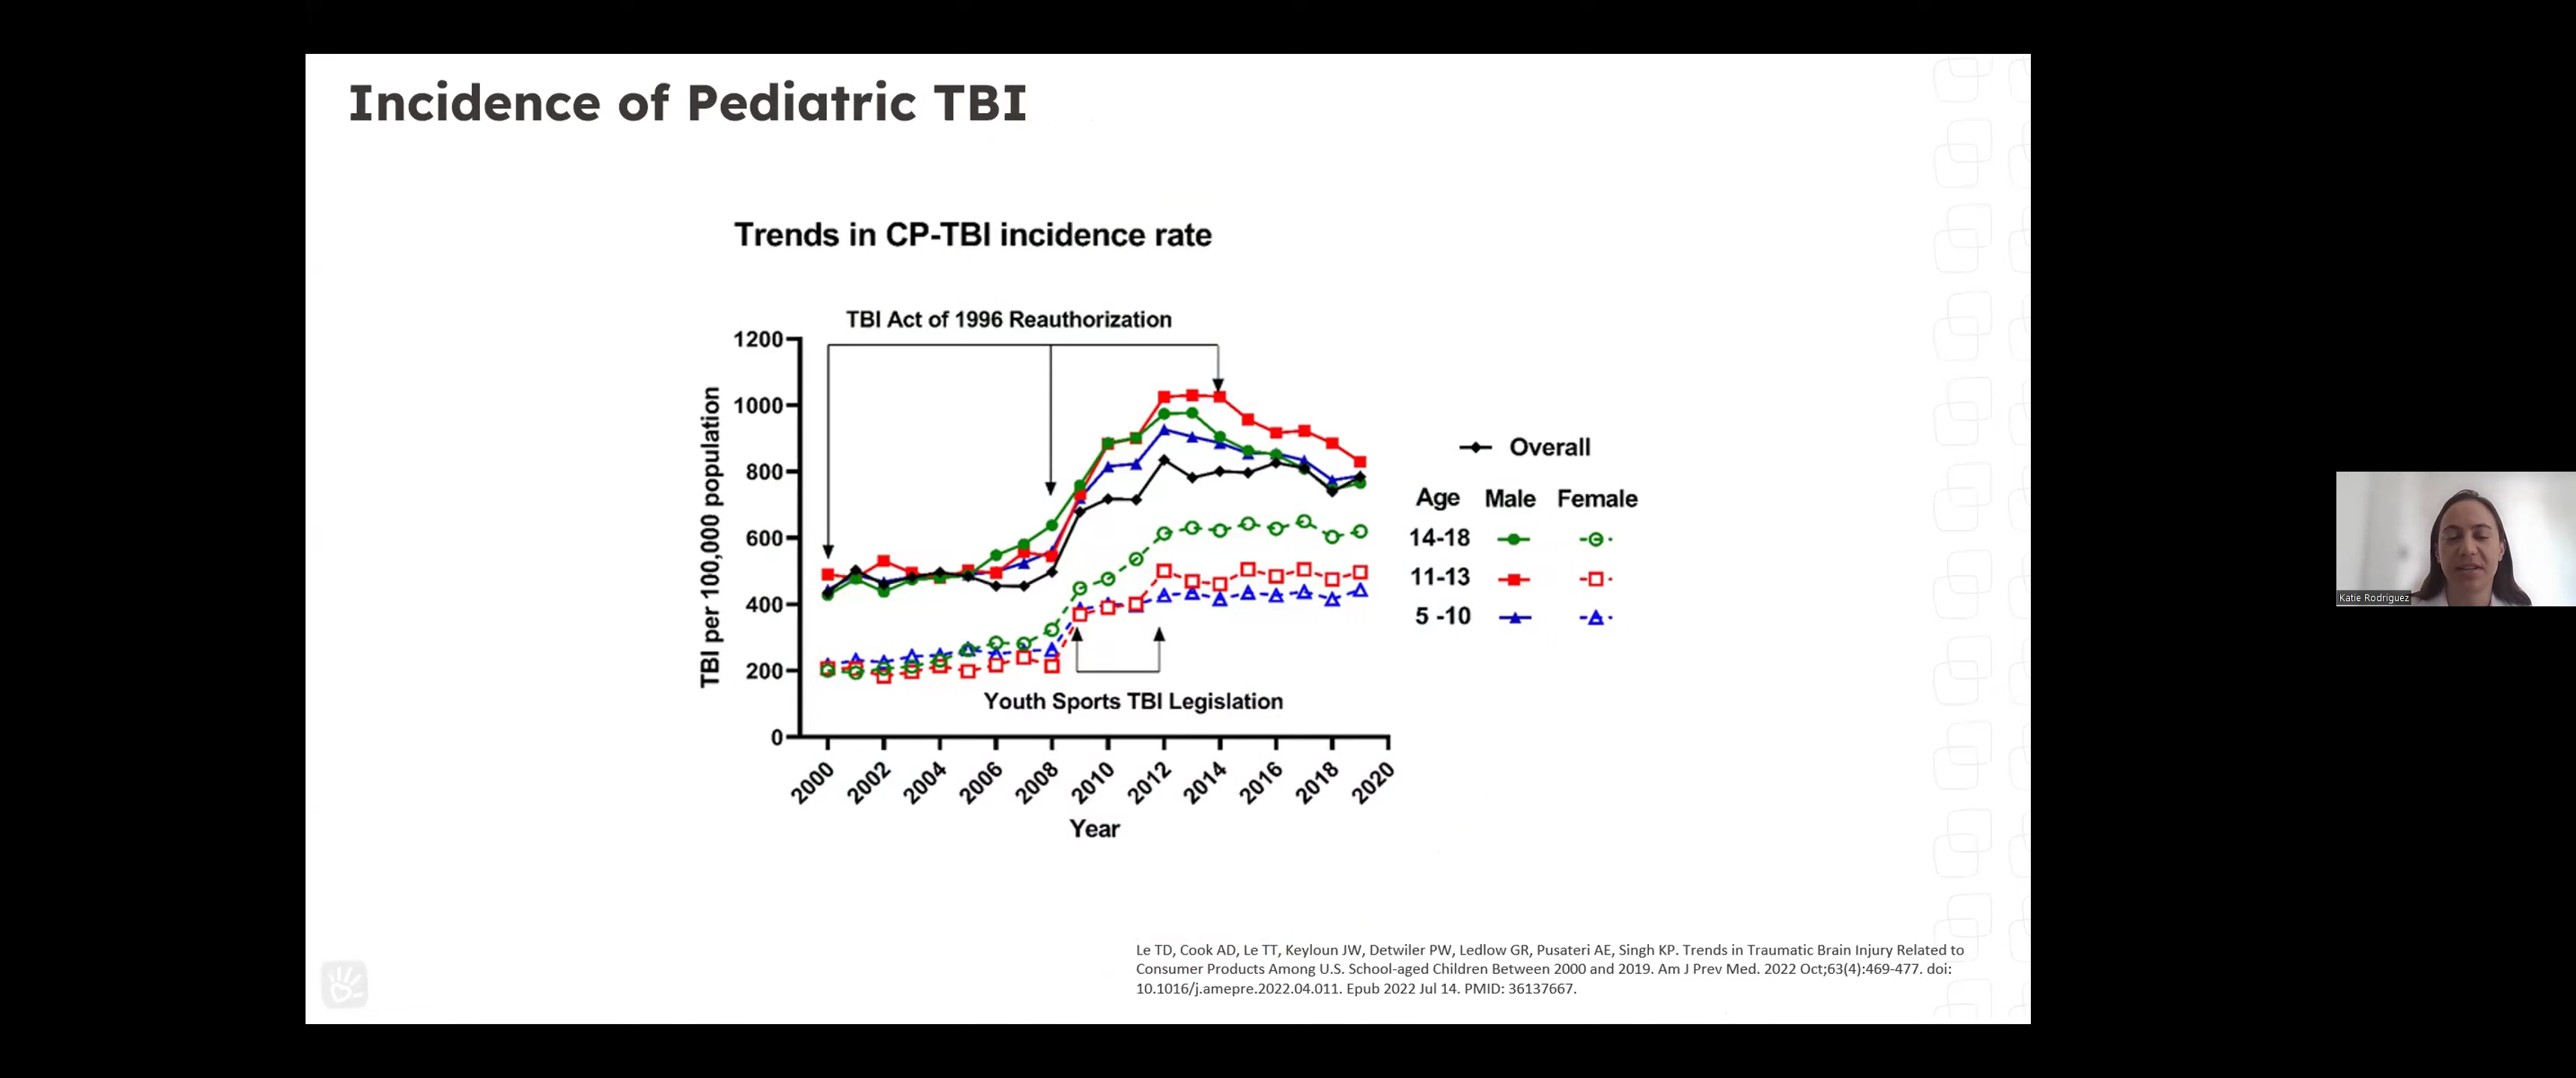 Incidence of Pediatric TBI
Trends in CP-TBI incidence rate
TBI Act of 1996 Reauthorization
TBI per 100,000 population
1200
1000
800
600
400
200
0
Youth Sports TBI Legislation
2000 2002 2004 2006 2008 2010 2012 2014 2016 2018 2020
Year
Overall
Age Male Female
14-18
11-13
5 -10
Le TD, Cook AD, Le TT, Keyloun JW, Detwiler PW, Ledlow GR, Pusateri AE, Singh KP. Trends in Traumatic Brain Injury Related to
Consumer Products Among U.S. School-aged Children Between 2000 and 2019. Am J Prev Med. 2022 Oct;63(4):469-477. doi:
10.1016/j.amepre.2022.04.011. Epub 2022 Jul 14. PMID: 36137667.
Katie Rodriguez